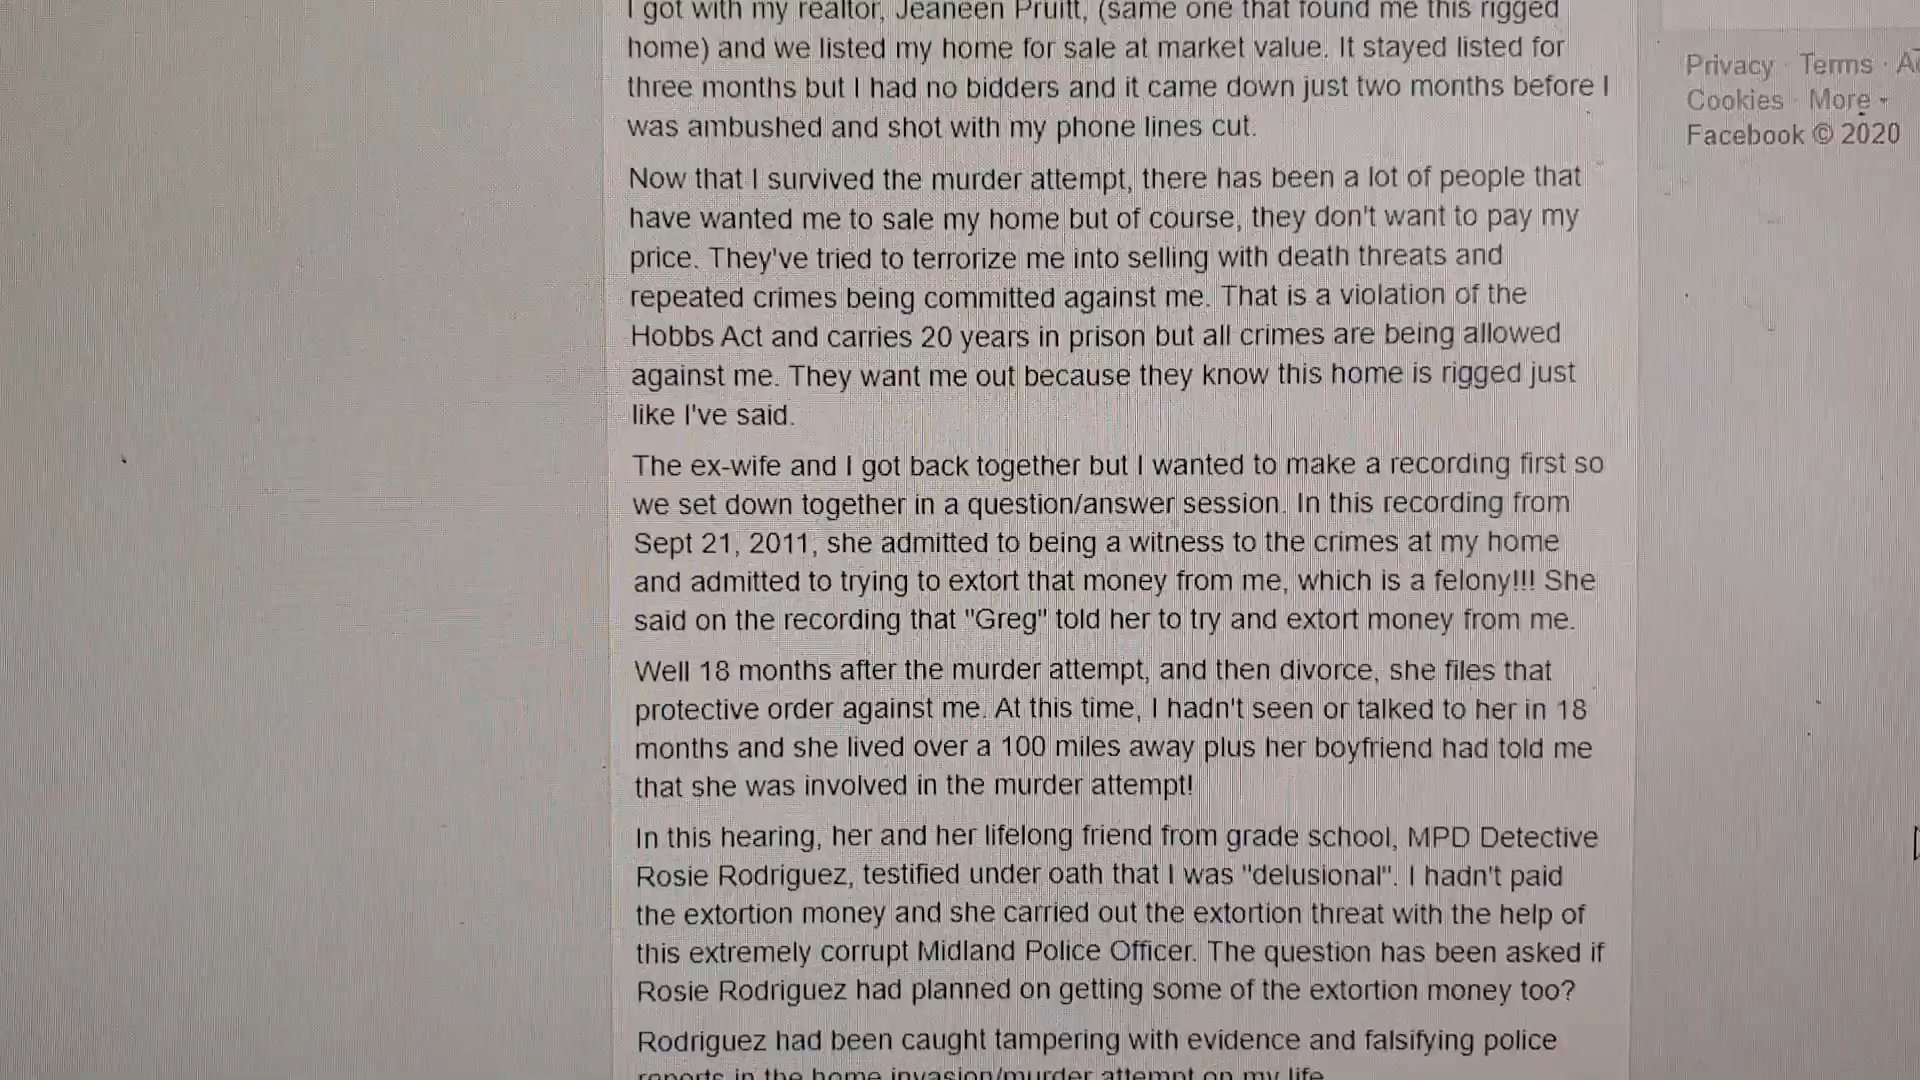 I got with my realtor, Jeaneen Pruitt, (same one that found me this rigged
home) and we listed my home for sale at market value. It stayed listed for
three months but I had no bidders and it came down just two months before I
was ambushed and shot with my phone lines cut.
Now that I survived the murder attempt, there has been a lot of people that
have wanted me to sale my home but of course, they don't want to pay my
price. They've tried to terrorize me into selling with death threats and
repeated crimes being committed against me. That is a violation of the
Hobbs Act and carries 20 years in prison but all crimes are being allowed
against me. They want me out because they know this home is rigged just
like I've said.
The ex-wife and I got back together but I wanted to make a recording first so
we set down together in a question/answer session. In this recording from
Sept 21, 2011, she admitted to being a witness to the crimes at my home
and admitted to trying to extort that money from me, which is a felony!!! She
said on the recording that "Greg" told her to try and extort money from me.
Well 18 months after the murder attempt, and then divorce, she files that
protective order against me. At this time, I hadn't seen or talked to her in 18
months and she lived over a 100 miles away plus her boyfriend had told me
that she was involved in the murder attempt!
In this hearing, her and her lifelong friend from grade school, MPD Detective
Rosie Rodriguez, testified under oath that I was "delusional". I hadn't paid
the extortion money and she carried out the extortion threat with the help of
this extremely corrupt Midland Police Officer. The question has been asked if
Rosie Rodriguez had planned on getting some of the extortion money too?
Rodriguez had been caught tampering with evidence and falsifying police
reports in the home invasion/murder attempt on my life
Privacy · Terms ·
Cookies · More
Facebook © 2020